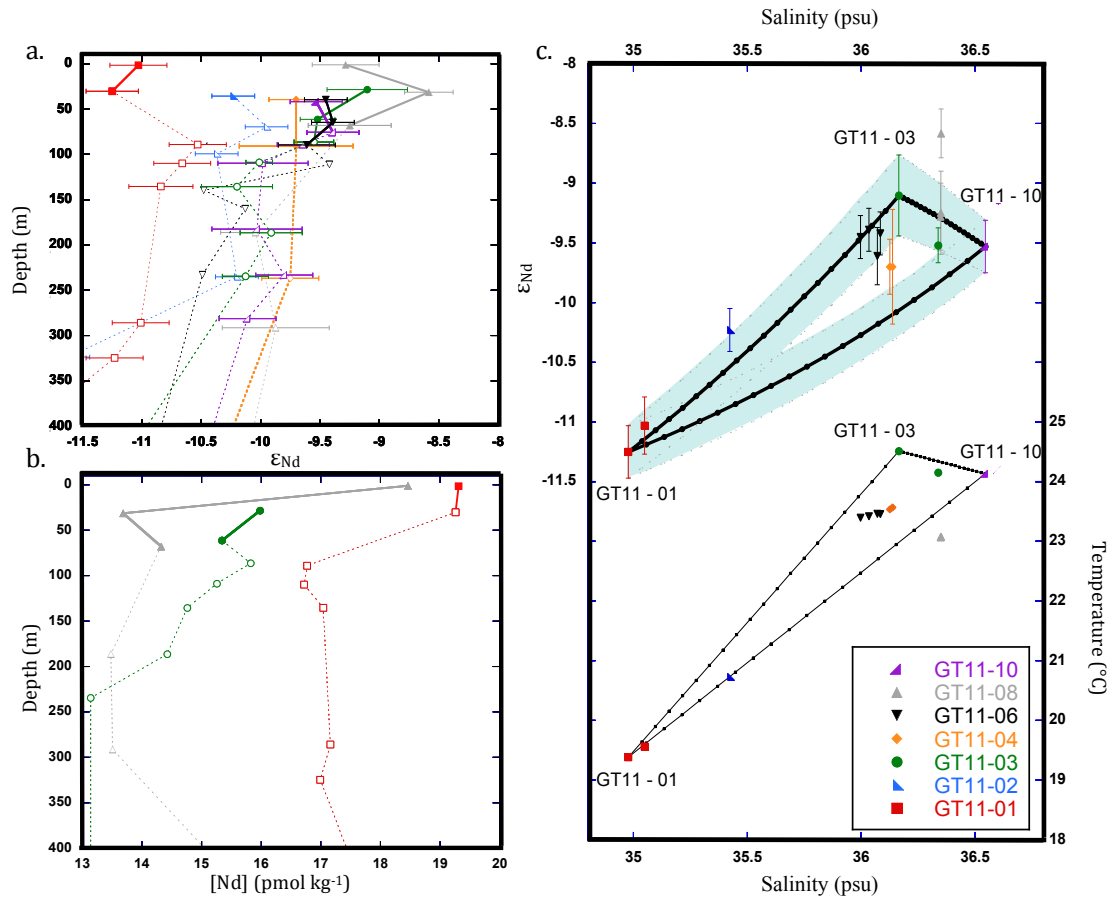 a.
0
50
100
150
200
250
300
350
400
Depth (m)
-11.5 -11 -10.5 -10 -9.5 -9 -8.5 -8
εNd
b.
0
50
100
150
200
250
300
350
400
Depth (m)
13 14 15 16 17 18 19 20
[Nd] (pmol kg⁻¹)
Salinity (psu)
35 35.5 36 36.5
c.
-8
-8.5
-9
-9.5
-10
-10.5
-11
-11.5
εNd
GT11 - 03
GT11 - 10
GT11 - 01
25
24
23
22
21
20
19
18
Temperature (°C)
GT11 - 03
GT11 - 10
GT11 - 01
GT11-10
GT11-08
GT11-06
GT11-04
GT11-03
GT11-02
GT11-01
35 35.5 36 36.5
Salinity (psu)